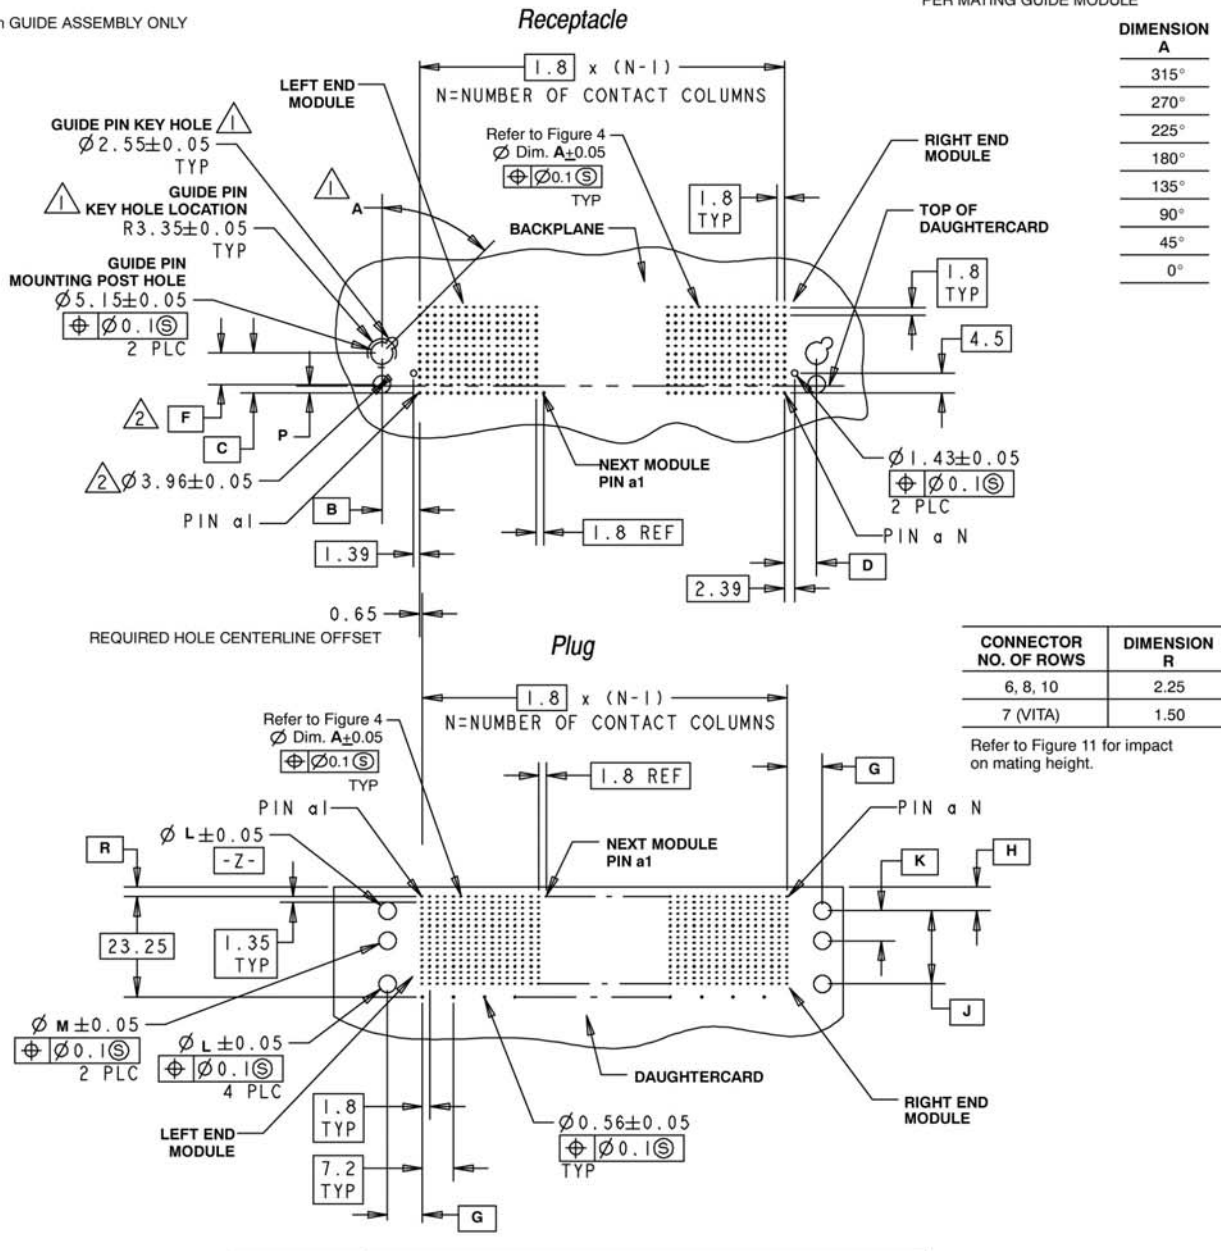 n GUIDE ASSEMBLY ONLY
Receptacle
PER MATING GUIDE MODULE
DIMENSION
A
315°
270°
225°
180°
135°
90°
45°
0°
1.8 x (N-1)
N=NUMBER OF CONTACT COLUMNS
LEFT END
MODULE
GUIDE PIN KEY HOLE 1
Ø2.55±0.05
TYP
Refer to Figure 4
Ø Dim. A±0.05
⌖ Ø0.1 Ⓢ
TYP
RIGHT END
MODULE
1
GUIDE PIN
KEY HOLE LOCATION
R3.35±0.05
TYP
1
A
1.8
TYP
BACKPLANE
TOP OF
DAUGHTERCARD
GUIDE PIN
MOUNTING POST HOLE
Ø5.15±0.05
⌖ Ø0.1Ⓢ
2 PLC
1.8
TYP
4.5
2
F
C
P
2 Ø3.96±0.05
PIN a1
B
1.39
NEXT MODULE
PIN a1
1.8 REF
Ø1.43±0.05
⌖ Ø0.1Ⓢ
2 PLC
PIN a N
D
2.39
0.65
REQUIRED HOLE CENTERLINE OFFSET
Plug
CONNECTOR
NO. OF ROWS
DIMENSION
R
6, 8, 10 2.25
7 (VITA) 1.50
Refer to Figure 11 for impact
on mating height.
1.8 x (N-1)
N=NUMBER OF CONTACT COLUMNS
Refer to Figure 4
Ø Dim. A±0.05
⌖ Ø0.1 Ⓢ
TYP
1.8 REF
G
PIN a1
PIN a N
Ø L±0.05
-Z-
R
NEXT MODULE
PIN a1
K
H
23.25
1.35
TYP
J
Ø M ±0.05
⌖ Ø0.1Ⓢ
2 PLC
Ø L ±0.05
⌖ Ø0.1Ⓢ
4 PLC
DAUGHTERCARD
LEFT END
MODULE
1.8
TYP
Ø0.56±0.05
⌖ Ø0.1Ⓢ
TYP
RIGHT END
MODULE
7.2
TYP
G